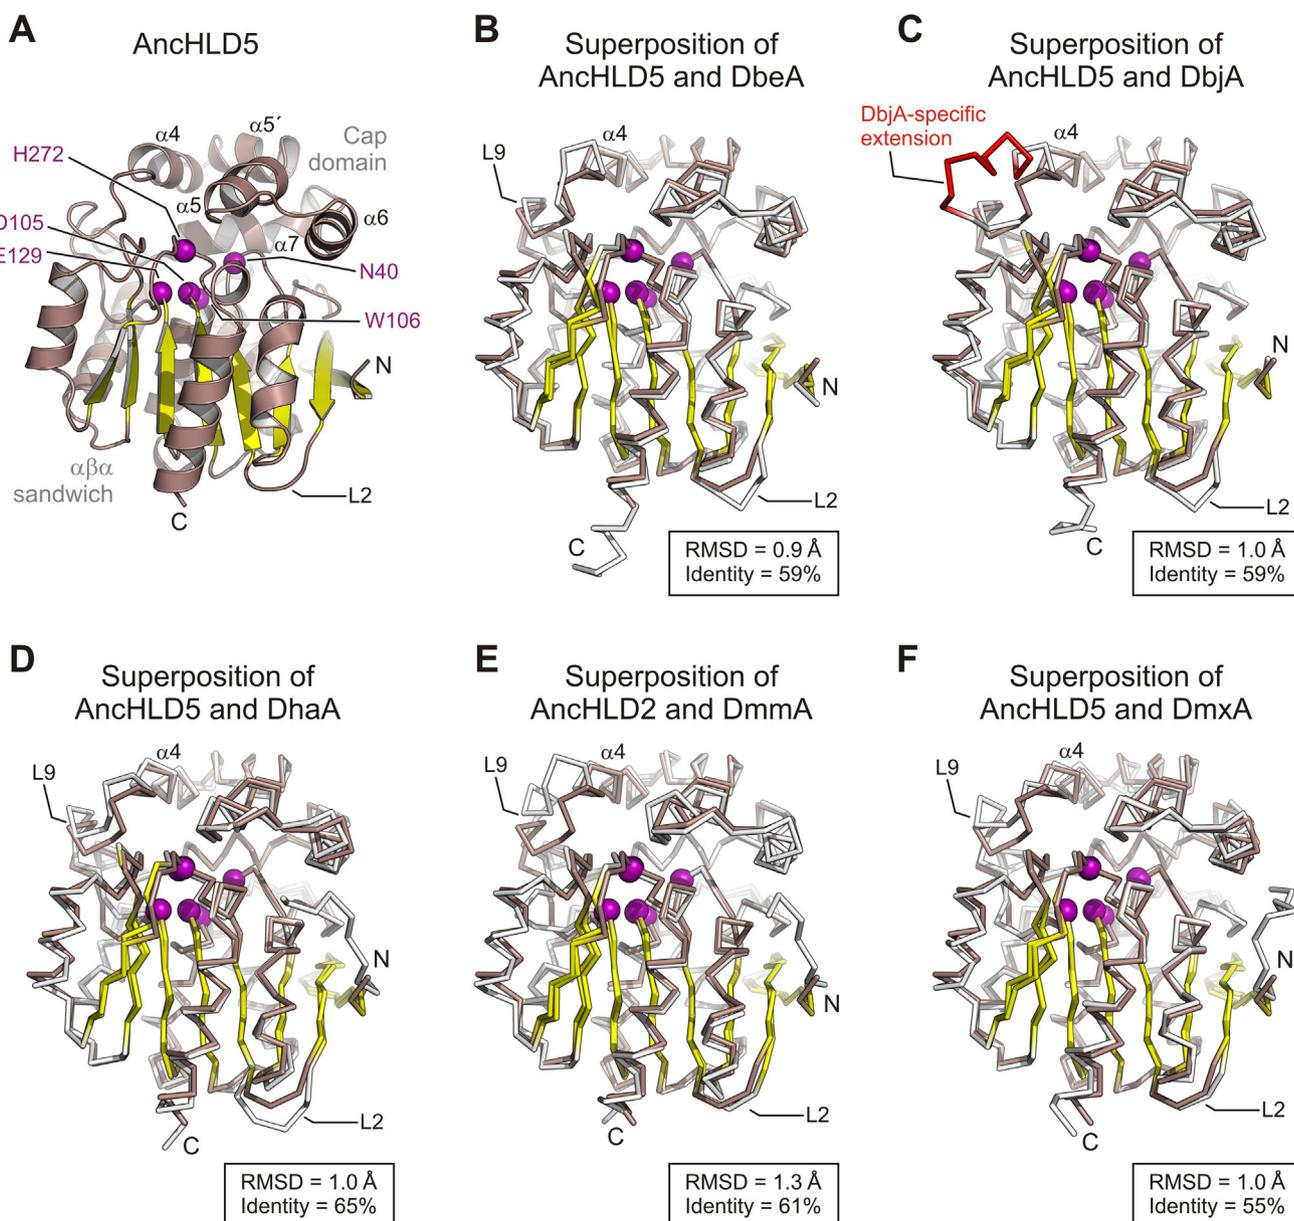 A
AncHLD5
α4
α5´
Cap
domain
H272
α5
α6
D105
E129
α7
N40
W106
N
αβα
sandwich
L2
C
B
Superposition of
AncHLD5 and DbeA
α4
L9
N
L2
C
RMSD = 0.9 Å
Identity = 59%
C
Superposition of
AncHLD5 and DbjA
DbjA-specific
extension
α4
N
L2
C
RMSD = 1.0 Å
Identity = 59%
D
Superposition of
AncHLD5 and DhaA
α4
L9
N
L2
C
RMSD = 1.0 Å
Identity = 65%
E
Superposition of
AncHLD2 and DmmA
α4
L9
N
L2
C
RMSD = 1.3 Å
Identity = 61%
F
Superposition of
AncHLD5 and DmxA
α4
L9
N
L2
C
RMSD = 1.0 Å
Identity = 55%